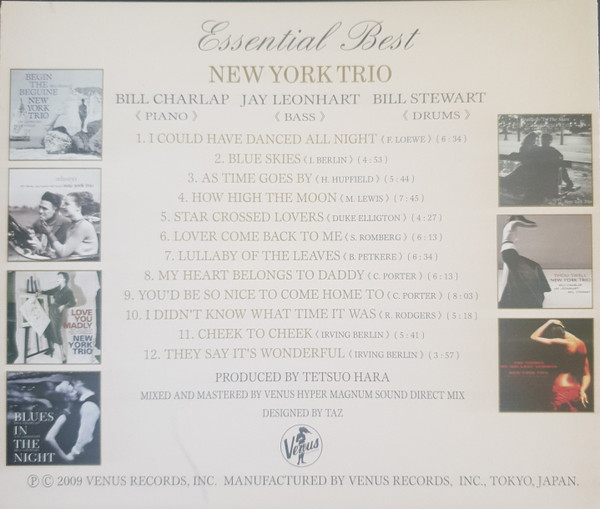 Essential Best
NEW YORK TRIO
BILL CHARLAP JAY LEONHART BILL STEWART
《 PIANO 》 《 BASS 》 《 DRUMS 》
1. I COULD HAVE DANCED ALL NIGHT《 F. LOEWE 》( 6 : 34 )
2. BLUE SKIES《 I. BERLIN 》( 4 : 53 )
3. AS TIME GOES BY《 H. HUPFIELD 》( 5 : 44 )
4. HOW HIGH THE MOON《 M. LEWIS 》( 7 : 45 )
5. STAR CROSSED LOVERS《 DUKE ELLIGTON 》( 4 : 27 )
6. LOVER COME BACK TO ME《 S. ROMBERG 》( 6 : 13 )
7. LULLABY OF THE LEAVES《 B. PETKERE 》( 6 : 34 )
8. MY HEART BELONGS TO DADDY《 C. PORTER 》( 6 : 13 )
9. YOU'D BE SO NICE TO COME HOME TO《 C. PORTER 》( 8 : 03 )
10. I DIDN'T KNOW WHAT TIME IT WAS《 R. RODGERS 》( 5 : 18 )
11. CHEEK TO CHEEK《 IRVING BERLIN 》( 5 : 41 )
12. THEY SAY IT'S WONDERFUL《 IRVING BERLIN 》( 3 : 57 )
PRODUCED BY TETSUO HARA
MIXED AND MASTERED BY VENUS HYPER MAGNUM SOUND DIRECT MIX
DESIGNED BY TAZ
Venus
Ⓟ Ⓒ 2009 VENUS RECORDS, INC. MANUFACTURED BY VENUS RECORDS, INC., TOKYO, JAPAN.
BEGIN
THE
BEGUINE
NEW
YORK
TRIO
LOVE
YOU
MADLY
NEW
YORK
TRIO
BLUES
IN
THE
NIGHT
NEW YORK TRIO